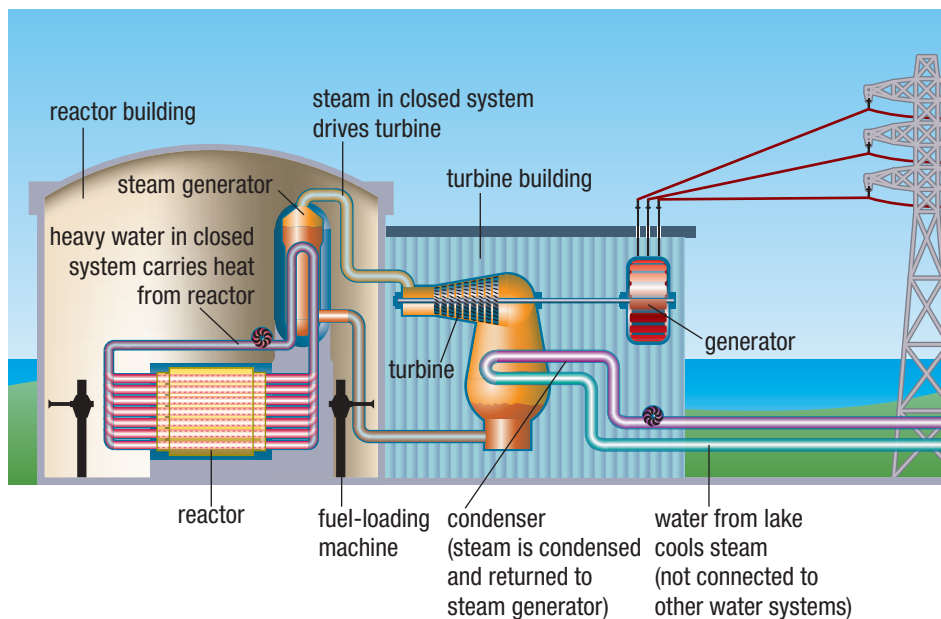 reactor building
steam in closed system
drives turbine
steam generator
turbine building
heavy water in closed
system carries heat
from reactor
turbine
generator
reactor
fuel-loading
machine
condenser
(steam is condensed
and returned to
steam generator)
water from lake
cools steam
(not connected to
other water systems)